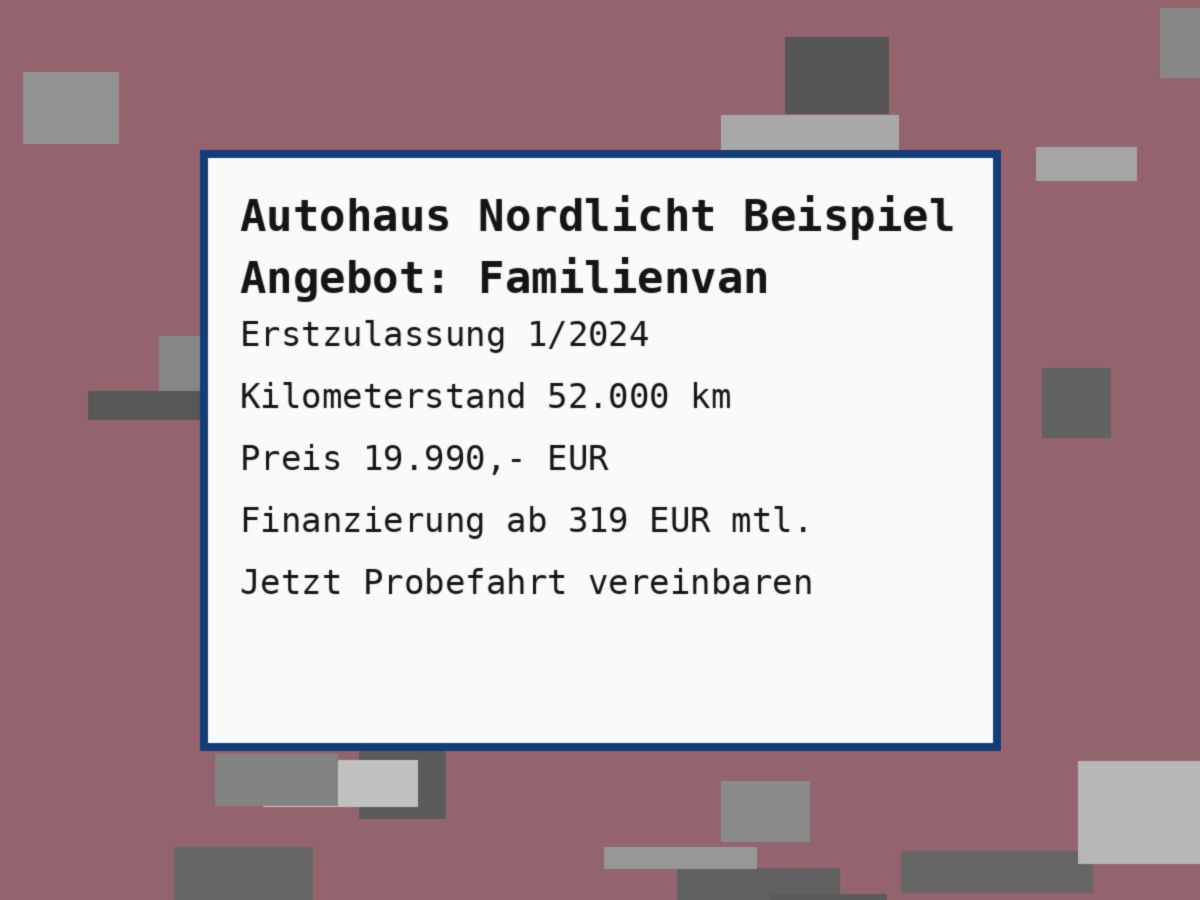 Autohaus Nordlicht Beispiel
Angebot: Familienvan
Erstzulassung 1/2024
Kilometerstand 52.000 km
Preis 19.990,- EUR
Finanzierung ab 319 EUR mtl.
Jetzt Probefahrt vereinbaren